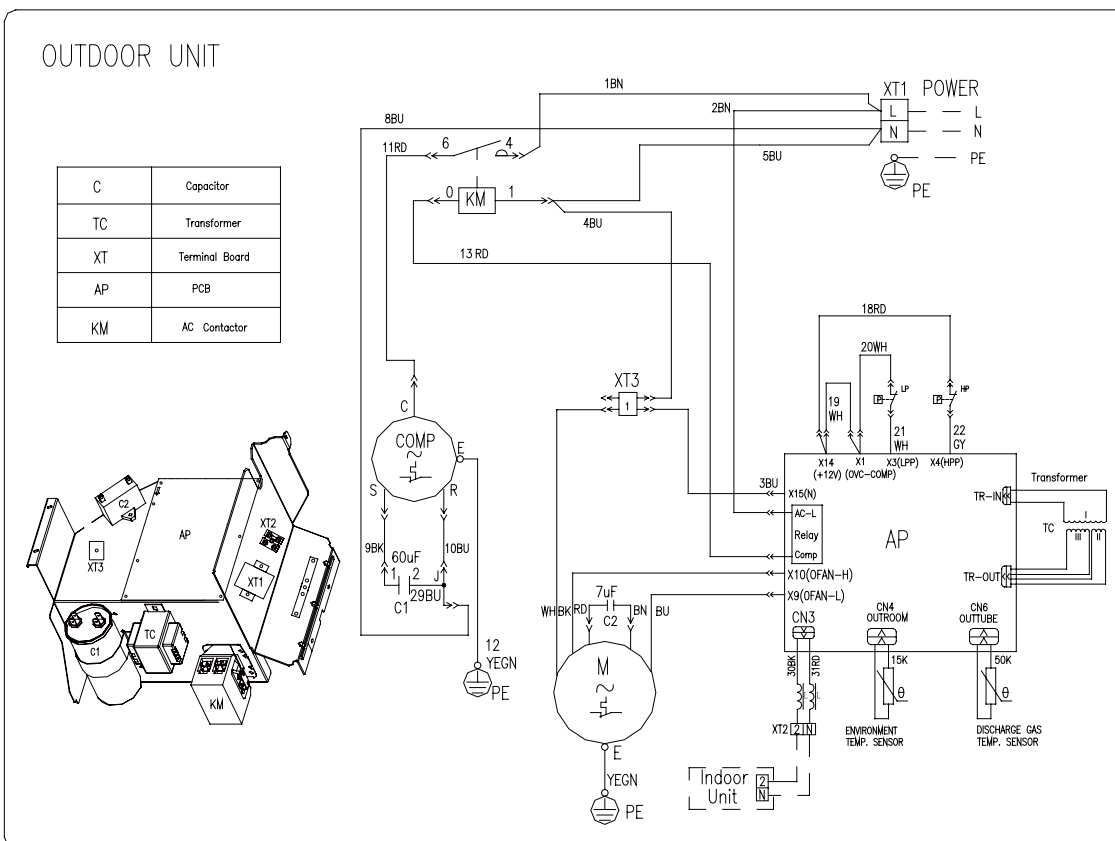 OUTDOOR UNIT
XT1 POWER
L L
N N
PE
PE
1BN
2BN
8BU
11RD
6 4
5BU
0 KM 1
4BU
13 RD
C Capacitor
TC Transformer
XT Terminal Board
AP PCB
KM AC Contactor
18RD
20WH
LP
HP
P
P
19
WH
21
WH
22
GY
XT3
1
C
COMP
~
E
S R
9BK
10BU
60uF
1 2 J
29BU
C1
12
YEGN
PE
X14 X1 X3(LPP) X4(HPP)
(+12V) (OVC-COMP)
3BU
X15(N)
AC-L
Relay
Comp
AP
X10(OFAN-H)
X9(OFAN-L)
TR-IN
TR-OUT
Transformer
TC
I
III II
WH BK RD
7uF
C2
BN BU
M
~
E
YEGN
PE
CN3
CN4
OUTROOM
CN6
OUTTUBE
30BK
31RD
L
L
15K
θ
50K
θ
XT2 2 N
ENVIRONMENT
TEMP. SENSOR
DISCHARGE GAS
TEMP. SENSOR
Indoor
Unit
2
N
C2
AP
XT2
XT3
XT1
C1
TC
KM